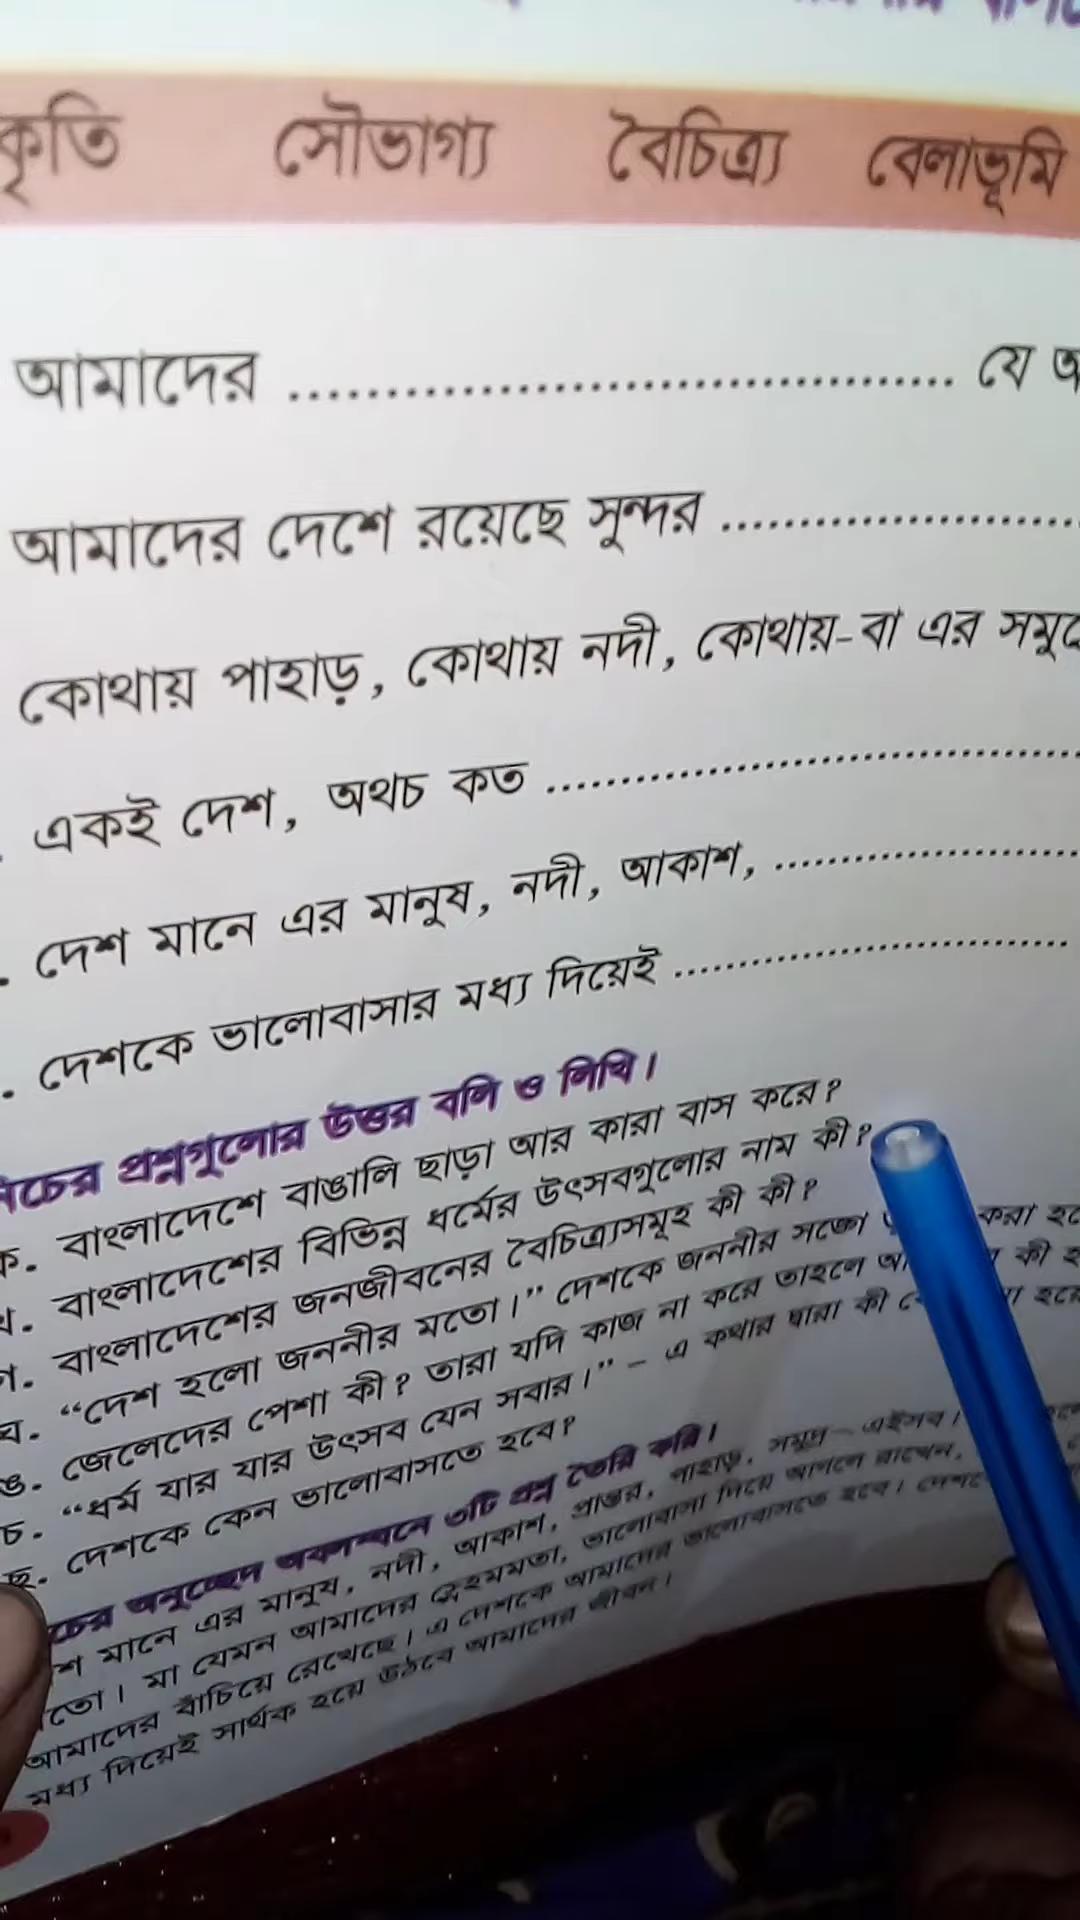 কৃতি সৌভাগ্য বৈচিত্র্য বেলাভূমি
আমাদের ........................................ যে
আমাদের দেশে রয়েছে সুন্দর ......................
কোথায় পাহাড়, কোথায় নদী, কোথায়-বা এর
একই দেশ, অথচ কত ................................
. দেশ মানে এর মানুষ, নদী, আকাশ, ...................
. দেশকে ভালোবাসার মধ্য দিয়েই ........................
প্রশ্নগুলোর উত্তর বলি ও লিখি।
ক. বাংলাদেশে বাঙালি ছাড়া আর কারা বাস করে?
খ. বাংলাদেশের বিভিন্ন ধর্মের উৎসবগুলোর নাম কী?
গ. বাংলাদেশের জনজীবনের বৈচিত্র্যসমূহ কী কী?
ঘ. “দেশ হলো জননীর মতো।” দেশকে জননীর সঙ্গে করা
ঙ. জেলেদের পেশা কী? তারা যদি কাজ না করে তাহলে কী
চ. “ধর্ম যার যার উৎসব যেন সবার।” – এ কথার দ্বারা কী
ছ. দেশকে কেন ভালোবাসতে হবে?
অনুচ্ছেদ অবলম্বনে ৩টি প্রশ্ন তৈরি করি।
মানে এর মানুষ, নদী, আকাশ, প্রান্তর, পাহাড়, সমুদ্র – এইসব।
মা যেমন আমাদের স্নেহমমতা, ভালোবাসা দিয়ে আগলে রাখেন,
আমাদের বাঁচিয়ে রেখেছে। এ দেশকে আমাদের ভালোবাসতে হবে।
মধ্য দিয়েই সার্থক হয়ে উঠবে আমাদের জীবন।